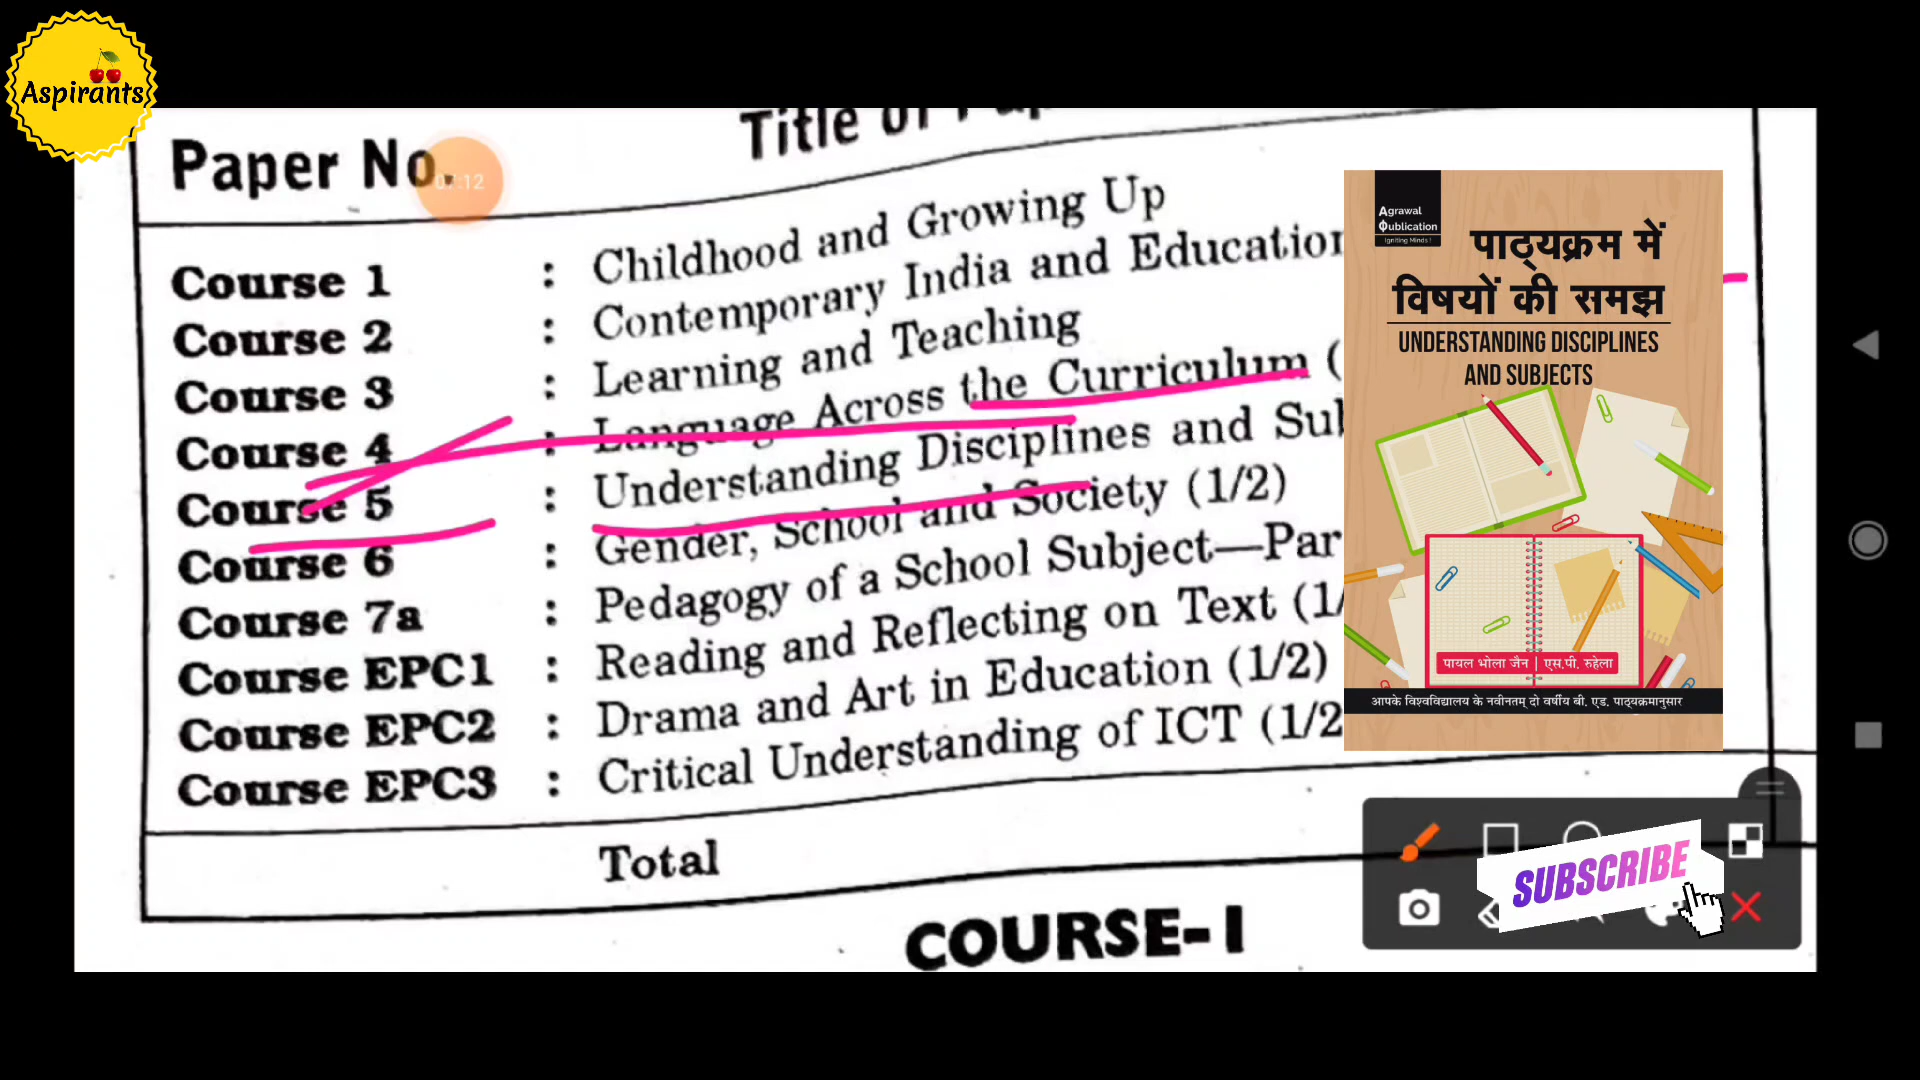 Aspirants
Paper No.
Title of
02:12
Course 1 : Childhood and Growing Up
Course 2 : Contemporary India and Education
Course 3 : Learning and Teaching
Course 4 : Language Across the Curriculum (
Course 5 : Understanding Disciplines and
Course 6 : Gender, School and Society (1/2)
Course 7a : Pedagogy of a School Subject—
Course EPC1 : Reading and Reflecting on Text
Course EPC2 : Drama and Art in Education (1/2)
Course EPC3 : Critical Understanding of ICT (1/2
Total
COURSE-I
Agrawal
Publication
Igniting Minds !
पाठ्यक्रम में
विषयों की समझ
UNDERSTANDING DISCIPLINES
AND SUBJECTS
पायल भोला जैन | एस.पी. रुहेला
आपके विश्वविद्यालय के नवीनतम् दो वर्षीय बी. एड. पाठ्यक्रमानुसार
SUBSCRIBE